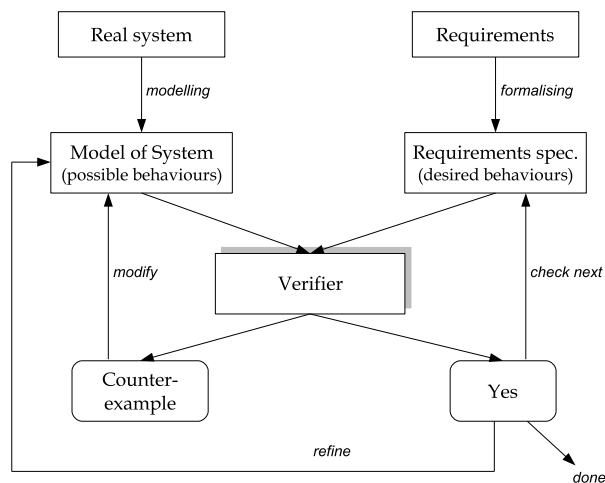 Real system
Requirements
modelling
formalising
Model of System
(possible behaviours)
Requirements spec.
(desired behaviours)
modify
Verifier
check next
Counter-
example
Yes
refine
done